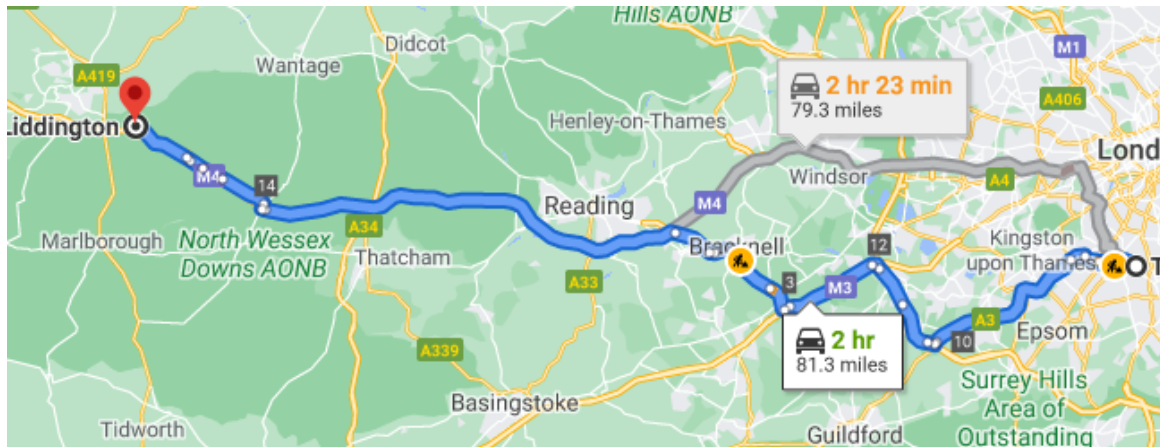 Hills AONB
M1
Didcot
A419
Wantage
2 hr 23 min
79.3 miles
A406
Henley-on-Thames
Liddington
Lond
Windsor
M4
14
A4
M4
Reading
A34
Marlborough
North Wessex
Downs AONB
Thatcham
Bracknell
12
Kingston
upon Thames
T
A33
3
M3
A3
10
Epsom
2 hr
81.3 miles
A339
Surrey Hills
Area of
Outstanding
Basingstoke
Tidworth
Guildford